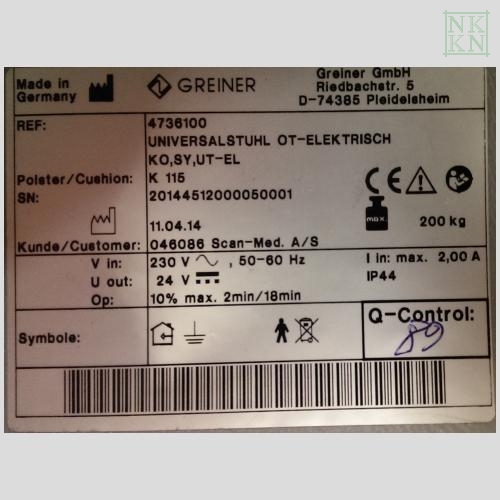 NK
KN
Made in
Germany
GREINER
Greiner GmbH
Riedbachstr. 5
D-74385 Pleidelsheim
REF: 4736100
UNIVERSALSTUHL OT-ELEKTRISCH
KO,SY,UT-EL
Polster/Cushion: K 115
SN: 20144512000050001
CE
max.
200 kg
11.04.14
Kunde/Customer: 046086 Scan-Med. A/S
V in: 230 V , 50-60 Hz I in: max. 2,00 A
U out: 24 V IP44
Op: 10% max. 2min/18min
Q-Control:
Symbole: